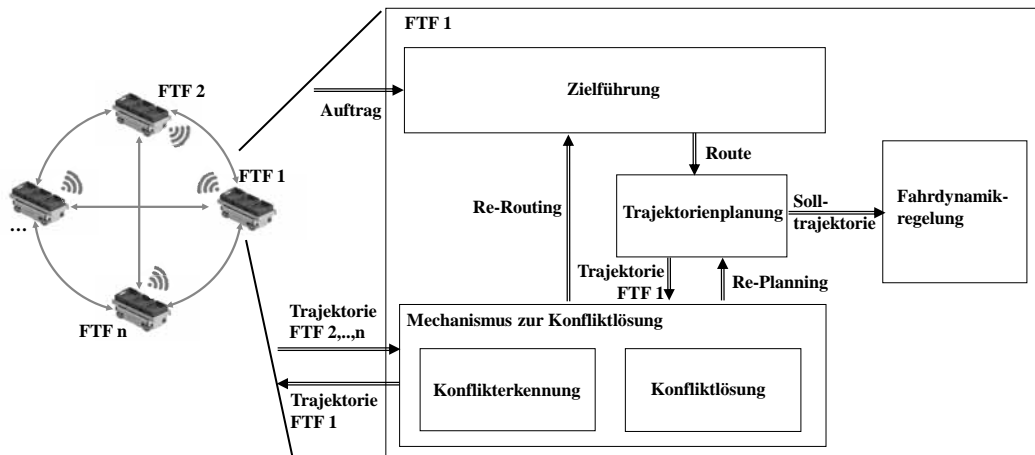 FTF 2
FTF 1
...
FTF n
FTF 1
Auftrag
Zielführung
Route
Re-Routing
Trajektorienplanung
Soll-
trajektorie
Fahrdynamik-
regelung
Trajektorie
FTF 1
Re-Planning
Trajektorie
FTF 2,..,n
Trajektorie
FTF 1
Mechanismus zur Konfliktlösung
Konflikterkennung
Konfliktlösung